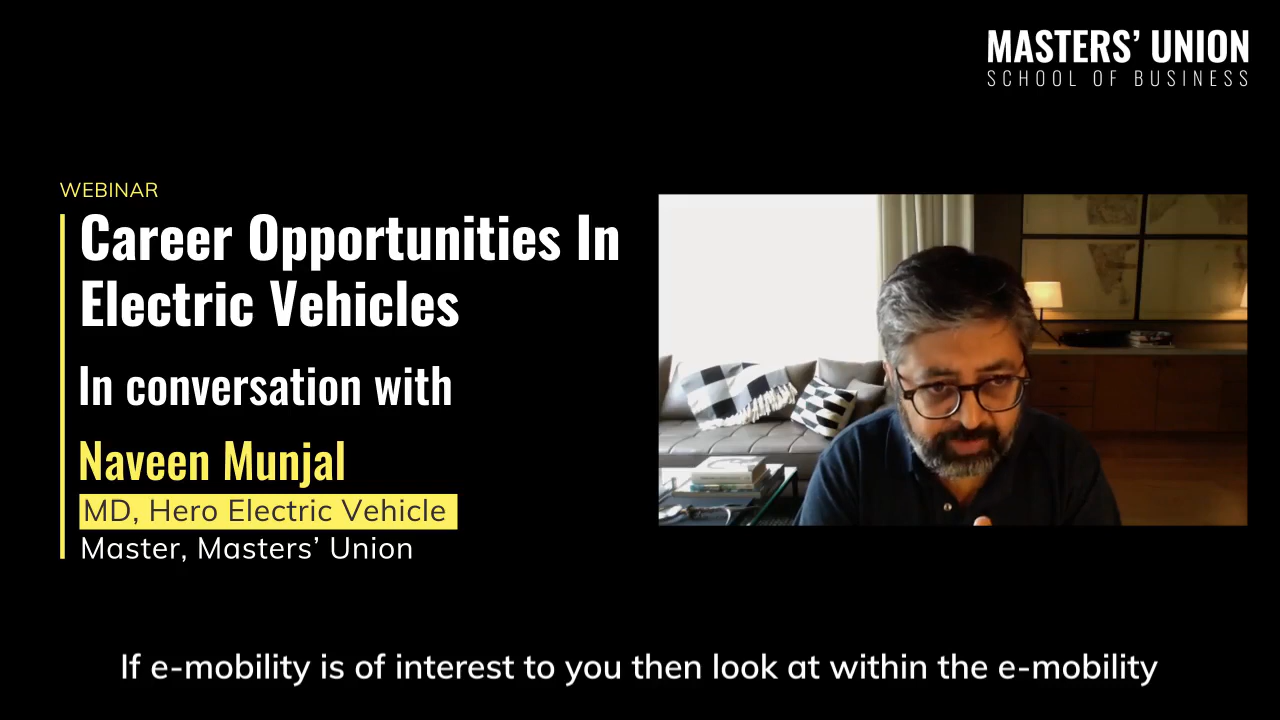 MASTERS’ UNION
SCHOOL OF BUSINESS
WEBINAR
Career Opportunities In
Electric Vehicles
In conversation with
Naveen Munjal
MD, Hero Electric Vehicle
Master, Masters’ Union
If e-mobility is of interest to you then look at within the e-mobility